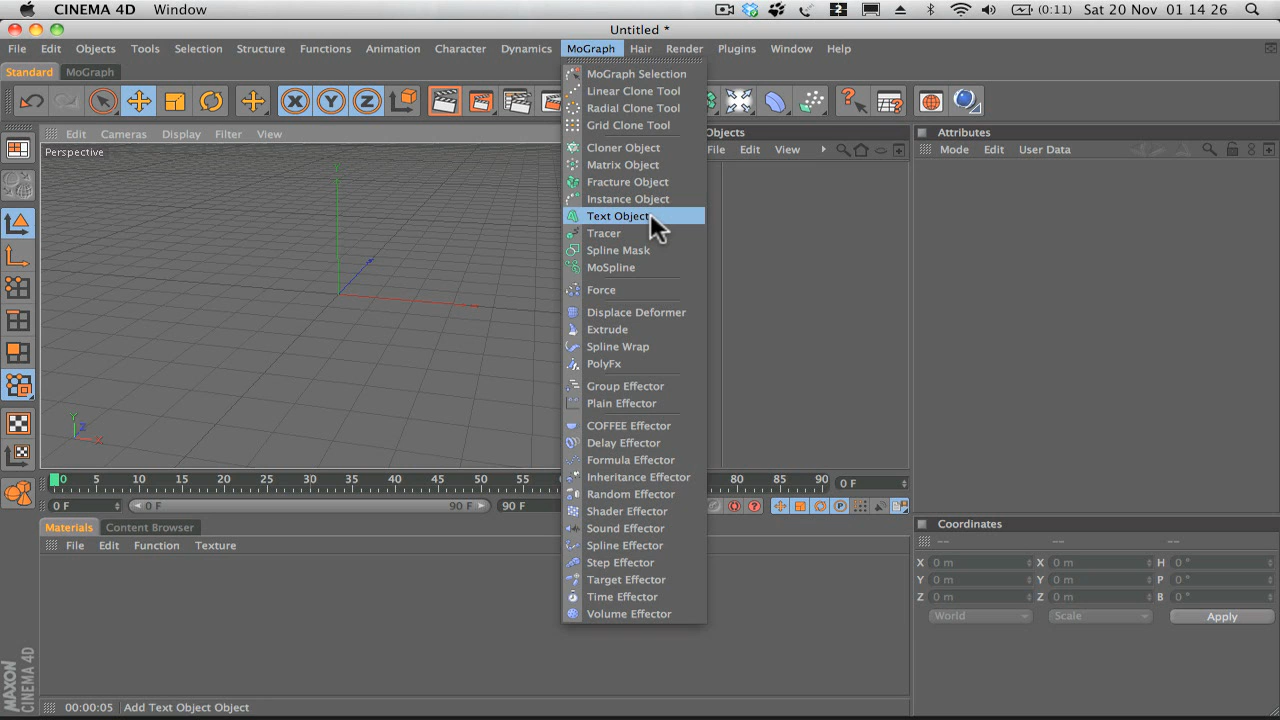 CINEMA 4D Window (0:11) Sat 20 Nov 01 14 26
Untitled *
File Edit Objects Tools Selection Structure Functions Animation Character Dynamics MoGraph Hair Render Plugins Window Help
Standard MoGraph
X Y Z
Edit Cameras Display Filter View
Perspective
Y
Z
X
MoGraph Selection
Linear Clone Tool
Radial Clone Tool
Grid Clone Tool
Cloner Object
Matrix Object
Fracture Object
Instance Object
Text Object
Tracer
Spline Mask
MoSpline
Force
Displace Deformer
Extrude
Spline Wrap
PolyFx
Group Effector
Plain Effector
COFFEE Effector
Delay Effector
Formula Effector
Inheritance Effector
Random Effector
Shader Effector
Sound Effector
Spline Effector
Step Effector
Target Effector
Time Effector
Volume Effector
Objects
File Edit View
Attributes
Mode Edit User Data
0 5 10 15 20 25 30 35 40 45 50 55 80 85 90 0 F
0 F 0 F 90 F 90 F
Materials Content Browser
File Edit Function Texture
Coordinates
-- -- --
X 0 m X 0 m H 0 °
Y 0 m Y 0 m P 0 °
Z 0 m Z 0 m B 0 °
World Scale Apply
MAXON
CINEMA 4D
00:00:05 Add Text Object Object